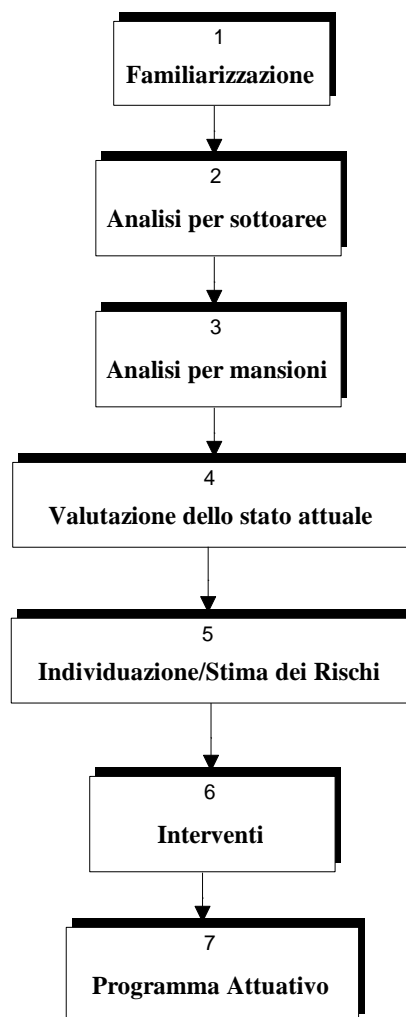 1
Familiarizzazione
2
Analisi per sottoaree
3
Analisi per mansioni
4
Valutazione dello stato attuale
5
Individuazione/Stima dei Rischi
6
Interventi
7
Programma Attuativo